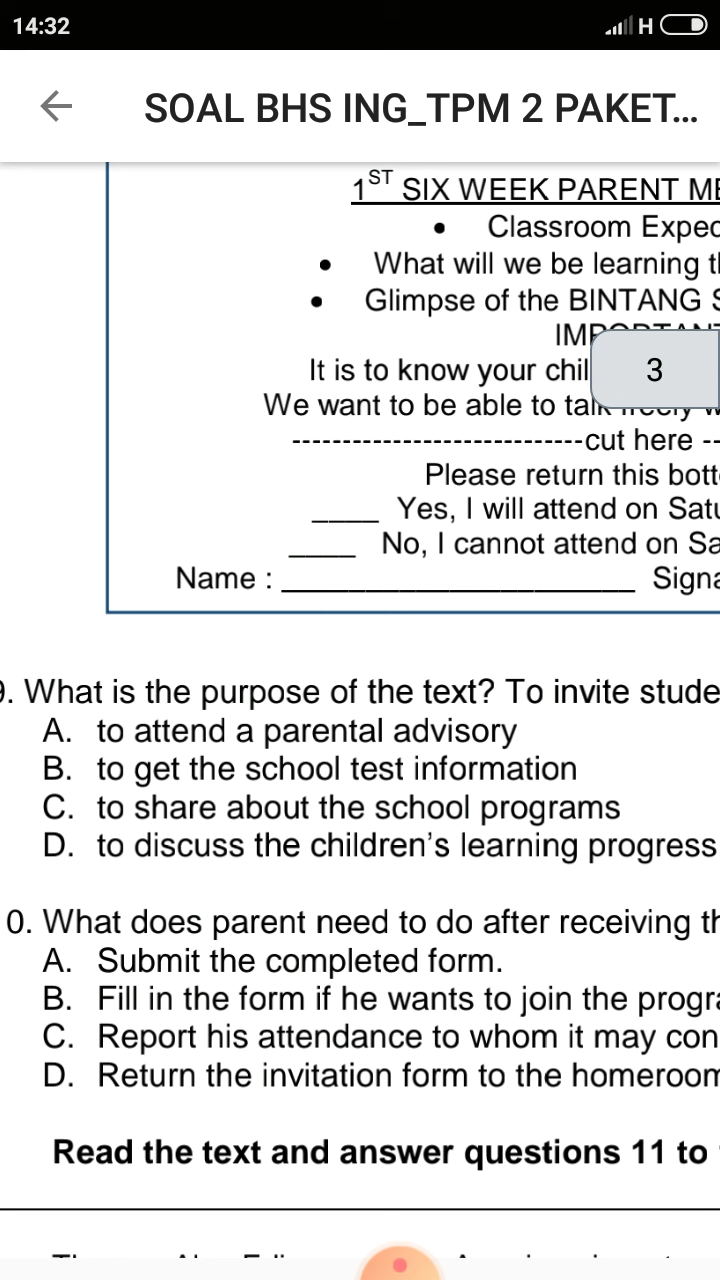 14:32
H
SOAL BHS ING_TPM 2 PAKET...
1ST SIX WEEK PARENT
• Classroom
• What will we be learning
• Glimpse of the BINTANG
It is to know your
3
We want to be able to talk freely
-----------------------------cut here --
Please return this
____ Yes, I will attend on
____ No, I cannot attend on
Name : _____________________
. What is the purpose of the text? To invite
A. to attend a parental advisory
B. to get the school test information
C. to share about the school programs
D. to discuss the children's learning progress
0. What does parent need to do after receiving
A. Submit the completed form.
B. Fill in the form if he wants to join the
C. Report his attendance to whom it may
D. Return the invitation form to the
Read the text and answer questions 11 to